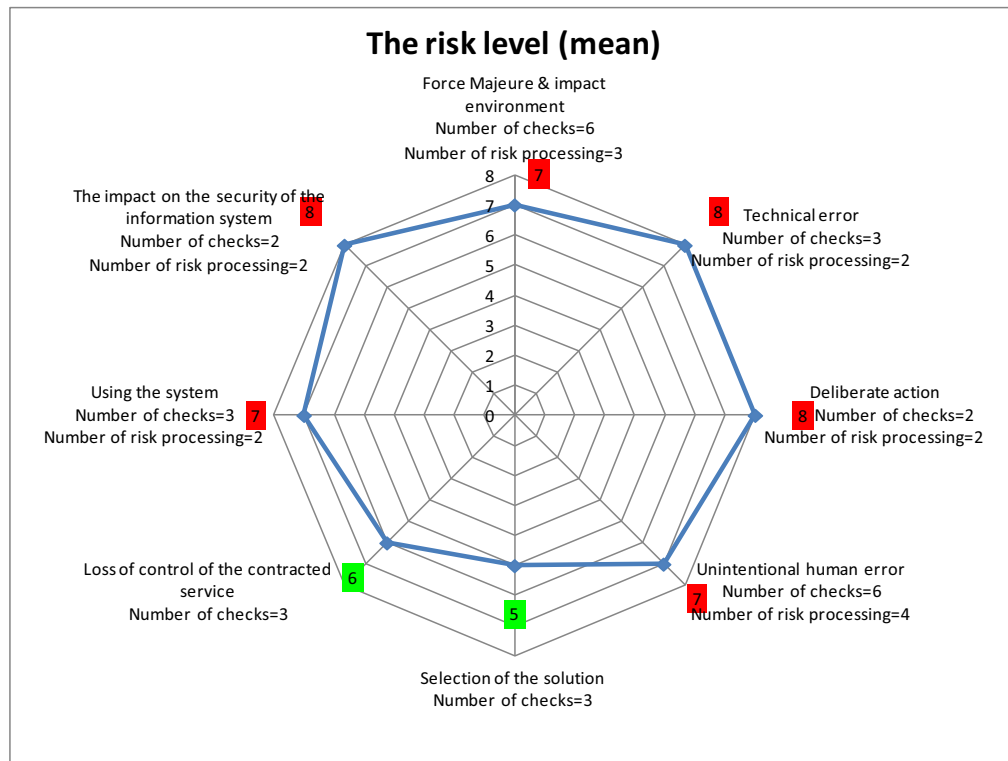 The risk level (mean)
Force Majeure & impact
environment
Number of checks=6
Number of risk processing=3
7
8
Technical error
Number of checks=3
Number of risk processing=2
Deliberate action
8
Number of checks=2
Number of risk processing=2
Unintentional human error
Number of checks=6
7
Number of risk processing=4
5
Selection of the solution
Number of checks=3
6
Loss of control of the contracted
service
Number of checks=3
Using the system
Number of checks=3
7
Number of risk processing=2
The impact on the security of the
information system
8
Number of checks=2
Number of risk processing=2
8
7
6
5
4
3
2
1
0